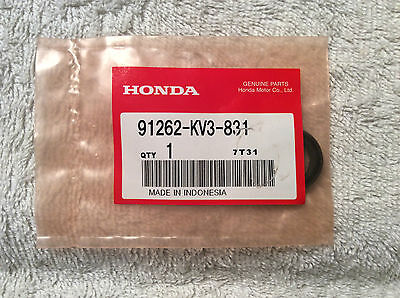 HONDA
GENUINE PARTS
Honda Motor Co., Ltd.
91262-KV3-831
QTY 1 7T31
MADE IN INDONESIA